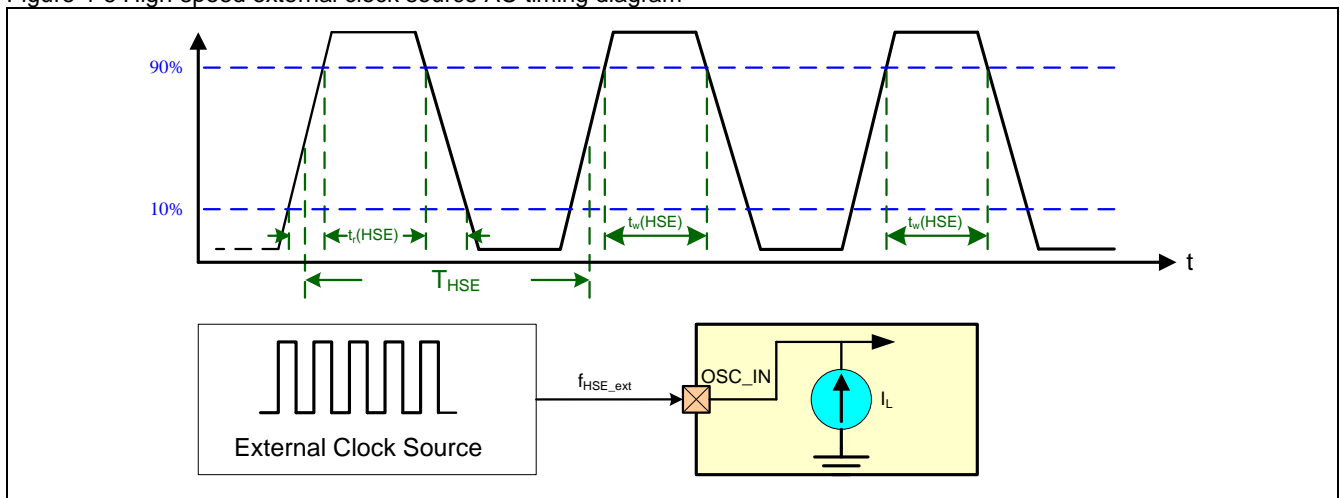 Figure 4-3 High-speed external clock source AC timing diagram
90%
10%
tr(HSE)
tw(HSE)
tw(HSE)
THSE
t
fHSE_ext
OSC_IN
IL
External Clock Source